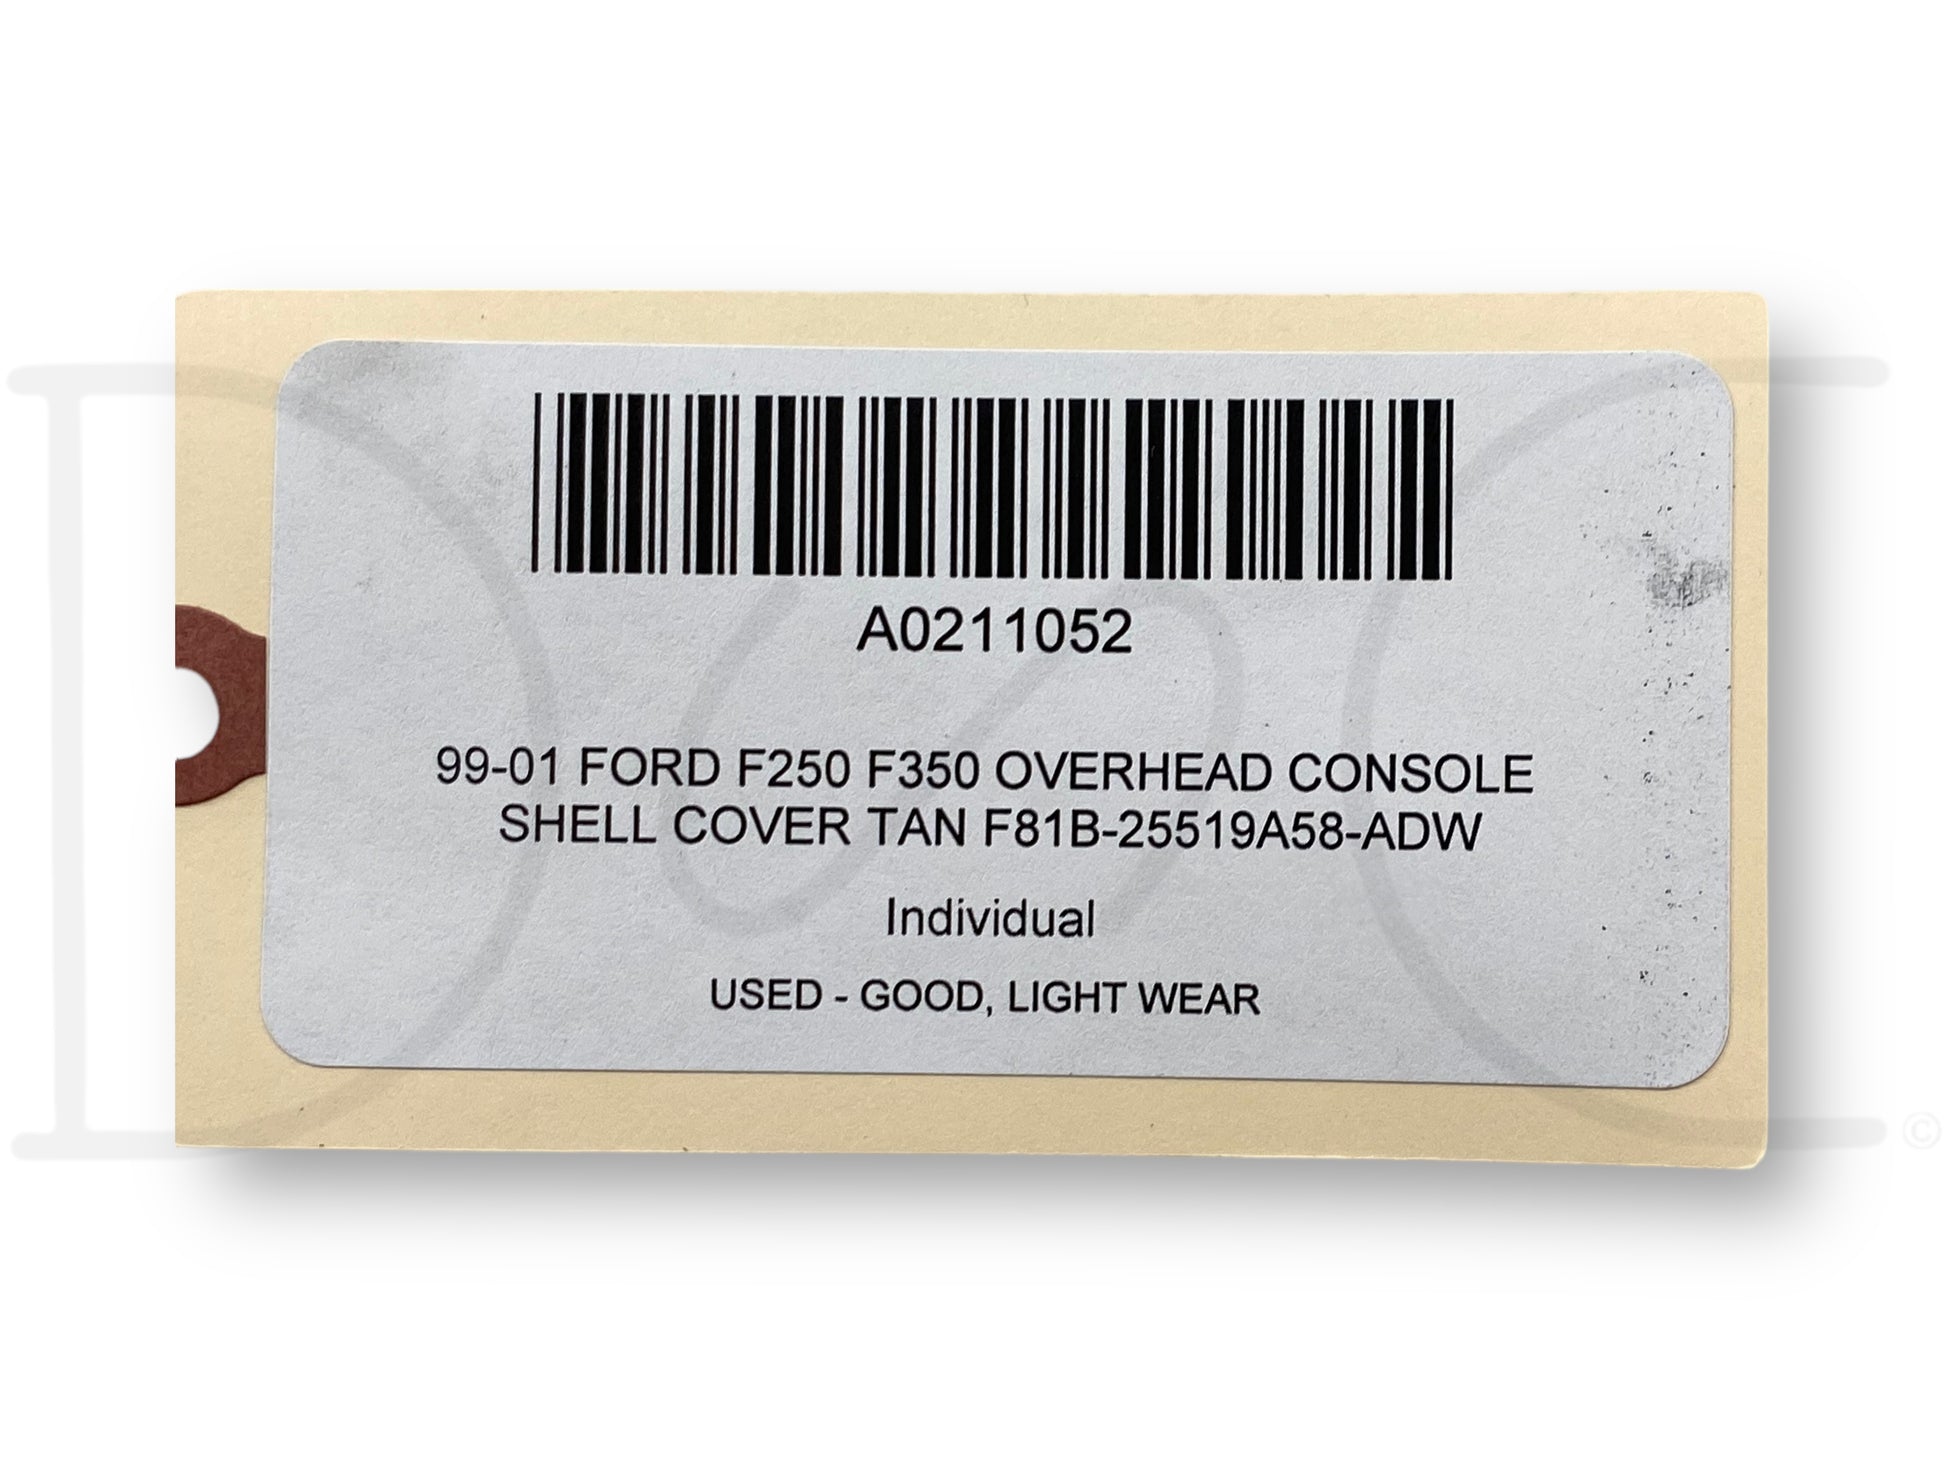 A0211052
99-01 FORD F250 F350 OVERHEAD CONSOLE
SHELL COVER TAN F81B-25519A58-ADW
Individual
USED - GOOD, LIGHT WEAR
©